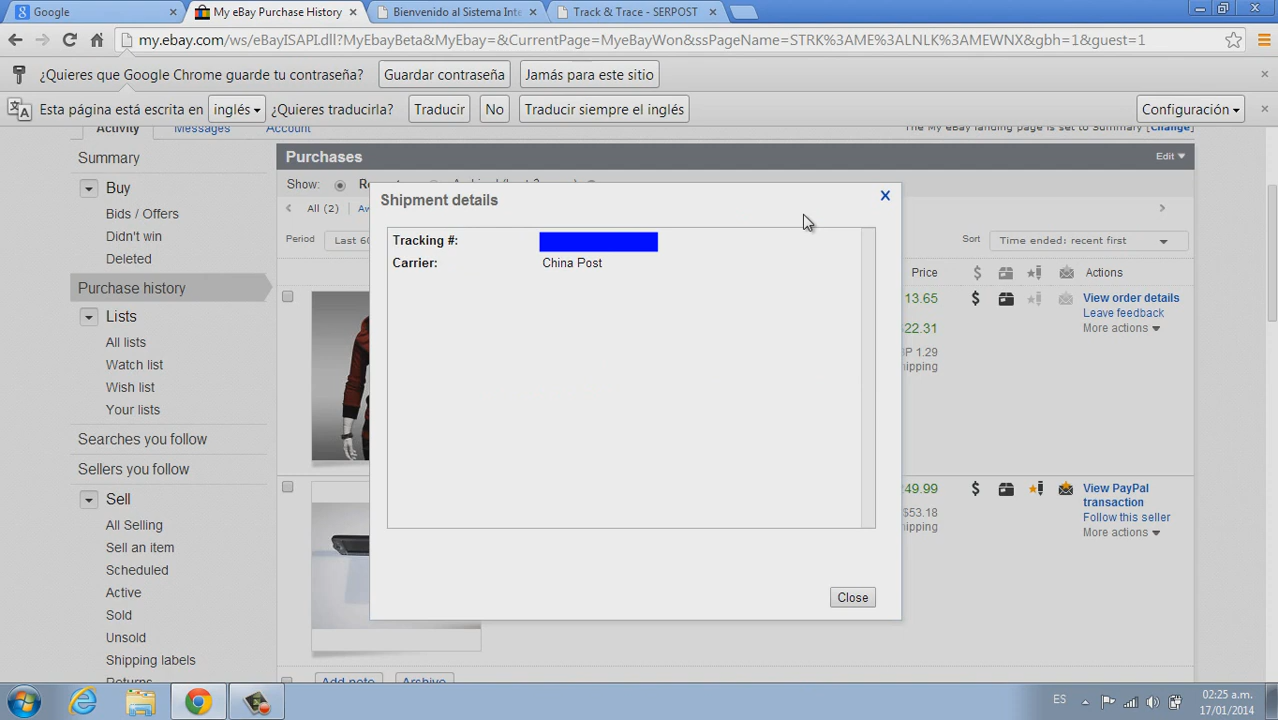 Google
My eBay Purchase History
Bienvenido al Sistema Inte
Track & Trace - SERPOST
my.ebay.com/ws/eBayISAPI.dll?MyEbayBeta&MyEbay=&CurrentPage=MyeBayWon&ssPageName=STRK%3AME%3ALNLK%3AMEWNX&gbh=1&guest=1
¿Quieres que Google Chrome guarde tu contraseña? Guardar contraseña Jamás para este sitio
Esta página está escrita en inglés ¿Quieres traducirla? Traducir No Traducir siempre el inglés Configuración
Activity Messages Account The My eBay landing page is set to Summary [Change]
Summary
Buy
Bids / Offers
Didn't win
Deleted
Purchase history
Lists
All lists
Watch list
Wish list
Your lists
Searches you follow
Sellers you follow
Sell
All Selling
Sell an item
Scheduled
Active
Sold
Unsold
Shipping labels
Returns
Purchases Edit
Show:
All (2)
Period Last 60
Sort Time ended: recent first
Shipment details X
Tracking #:
Carrier: China Post
Close
Price $ Actions
13.65 $ View order details
Leave feedback
22.31 More actions
1.29
49.99 $ View PayPal
transaction
$53.18 Follow this seller
More actions
Add note Archive
ES 02:25 a.m.
17/01/2014